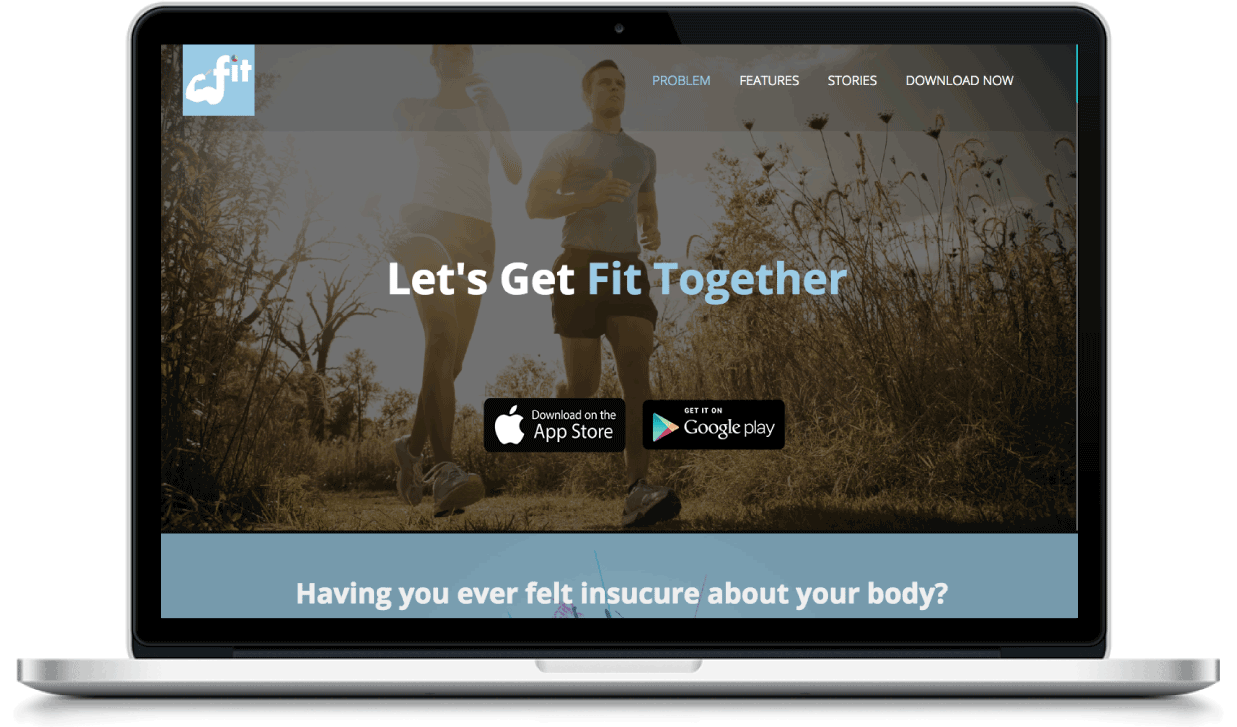 fit
PROBLEM FEATURES STORIES DOWNLOAD NOW
Let's Get Fit Together
Download on the
App Store
GET IT ON
Google play
Having you ever felt insucure about your body?